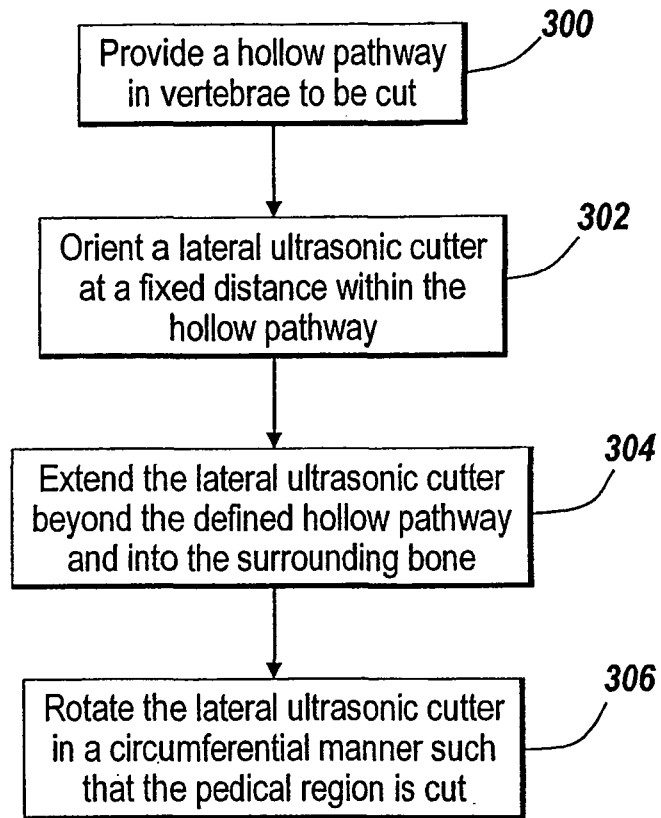 300
Provide a hollow pathway
in vertebrae to be cut
302
Orient a lateral ultrasonic cutter
at a fixed distance within the
hollow pathway
304
Extend the lateral ultrasonic cutter
beyond the defined hollow pathway
and into the surrounding bone
306
Rotate the lateral ultrasonic cutter
in a circumferential manner such
that the pedical region is cut